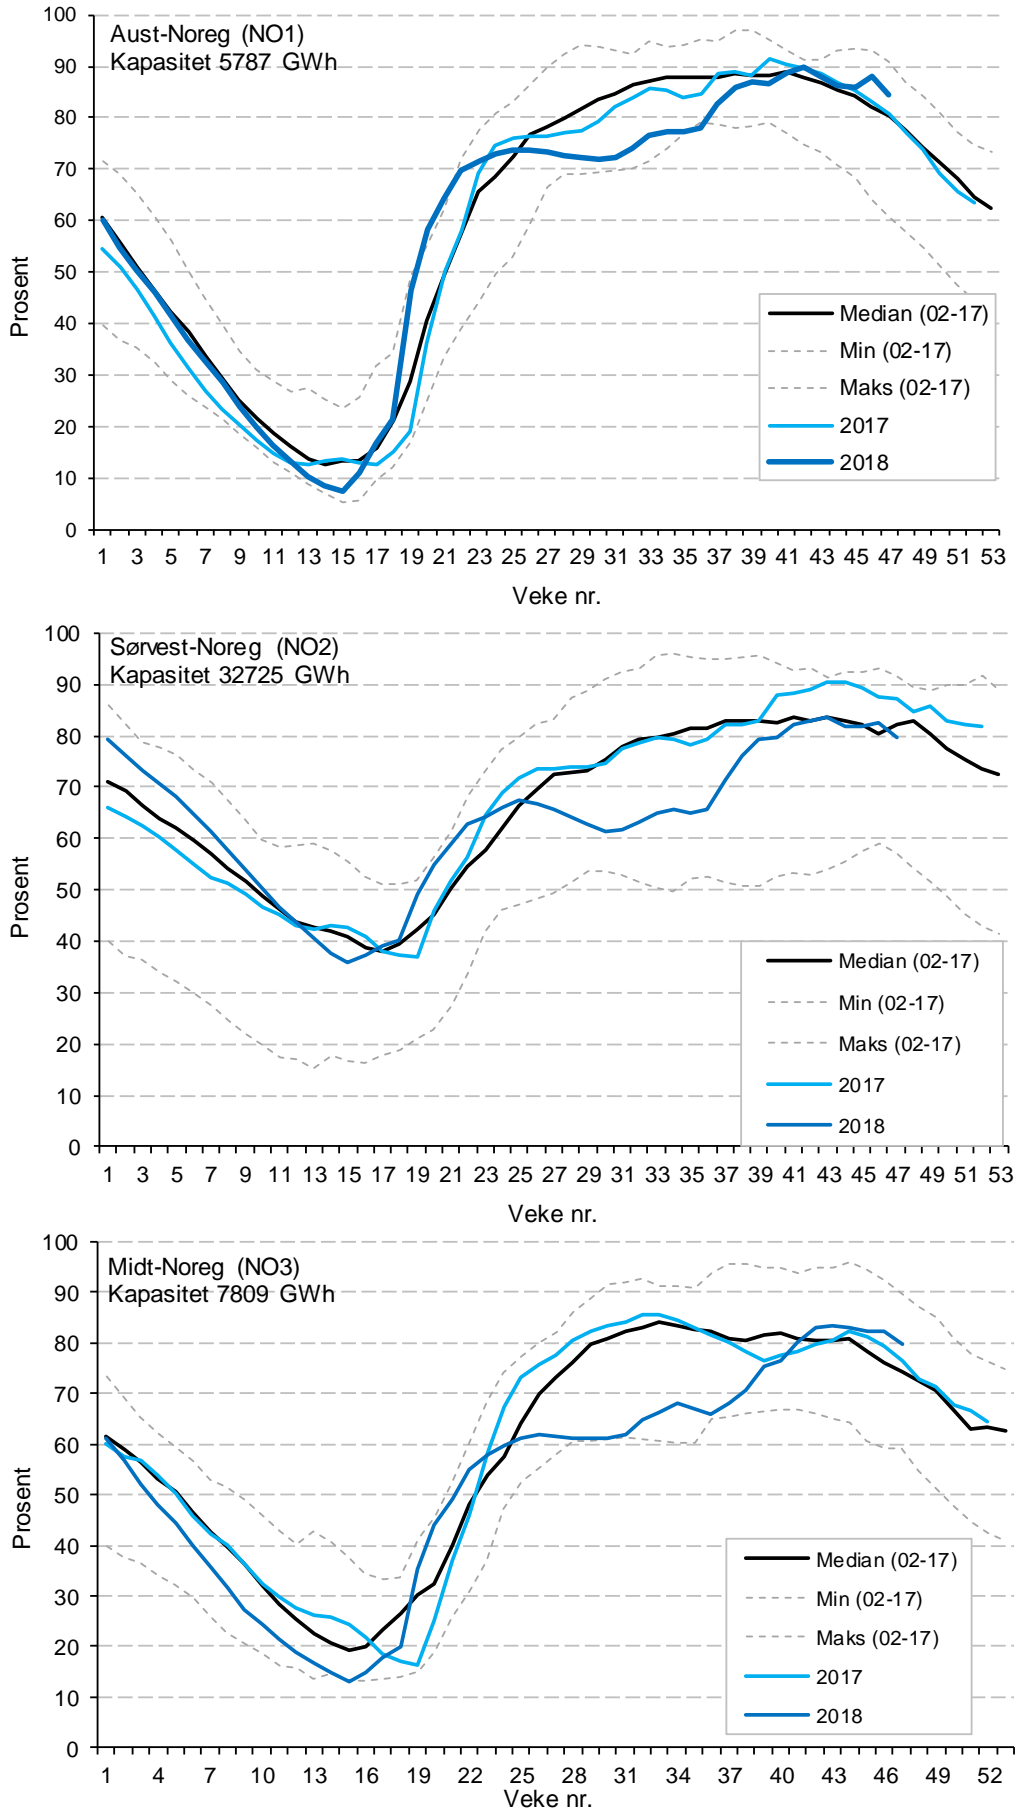 Aust-Noreg (NO1)
Kapasitet 5787 GWh
Prosent
100
90
80
70
60
50
40
30
20
10
0
1 3 5 7 9 11 13 15 17 19 21 23 25 27 29 31 33 35 37 39 41 43 45 47 49 51 53
Veke nr.
Median (02-17)
Min (02-17)
Maks (02-17)
2017
2018
Sørvest-Noreg (NO2)
Kapasitet 32725 GWh
Prosent
100
90
80
70
60
50
40
30
20
10
0
1 3 5 7 9 11 13 15 17 19 21 23 25 27 29 31 33 35 37 39 41 43 45 47 49 51 53
Veke nr.
Median (02-17)
Min (02-17)
Maks (02-17)
2017
2018
Midt-Noreg (NO3)
Kapasitet 7809 GWh
Prosent
100
90
80
70
60
50
40
30
20
10
0
1 4 7 10 13 16 19 22 25 28 31 34 37 40 43 46 49 52
Veke nr.
Median (02-17)
Min (02-17)
Maks (02-17)
2017
2018